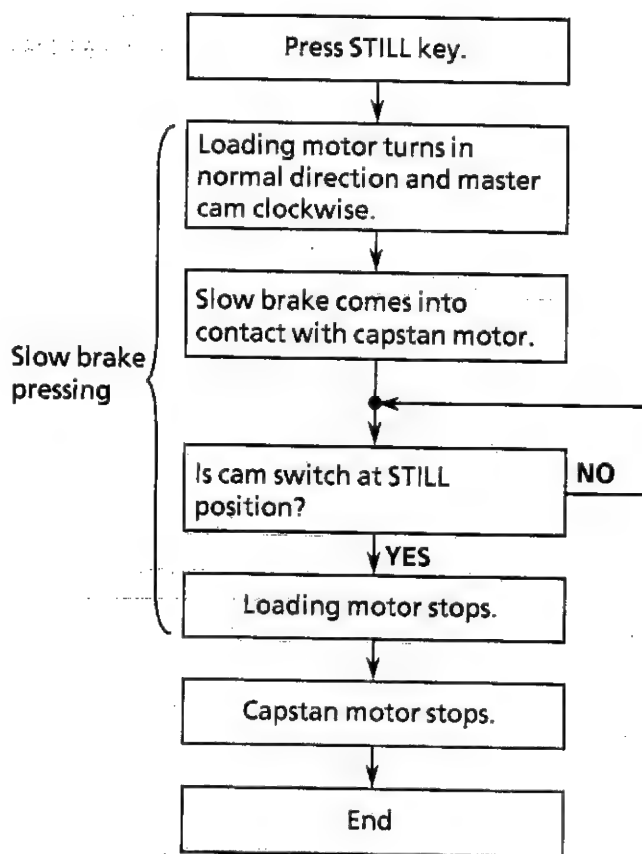 Press STILL key.
Loading motor turns in
normal direction and master
cam clockwise.
Slow brake comes into
contact with capstan motor.
Slow brake
pressing
Is cam switch at STILL
position?
NO
YES
Loading motor stops.
Capstan motor stops.
End